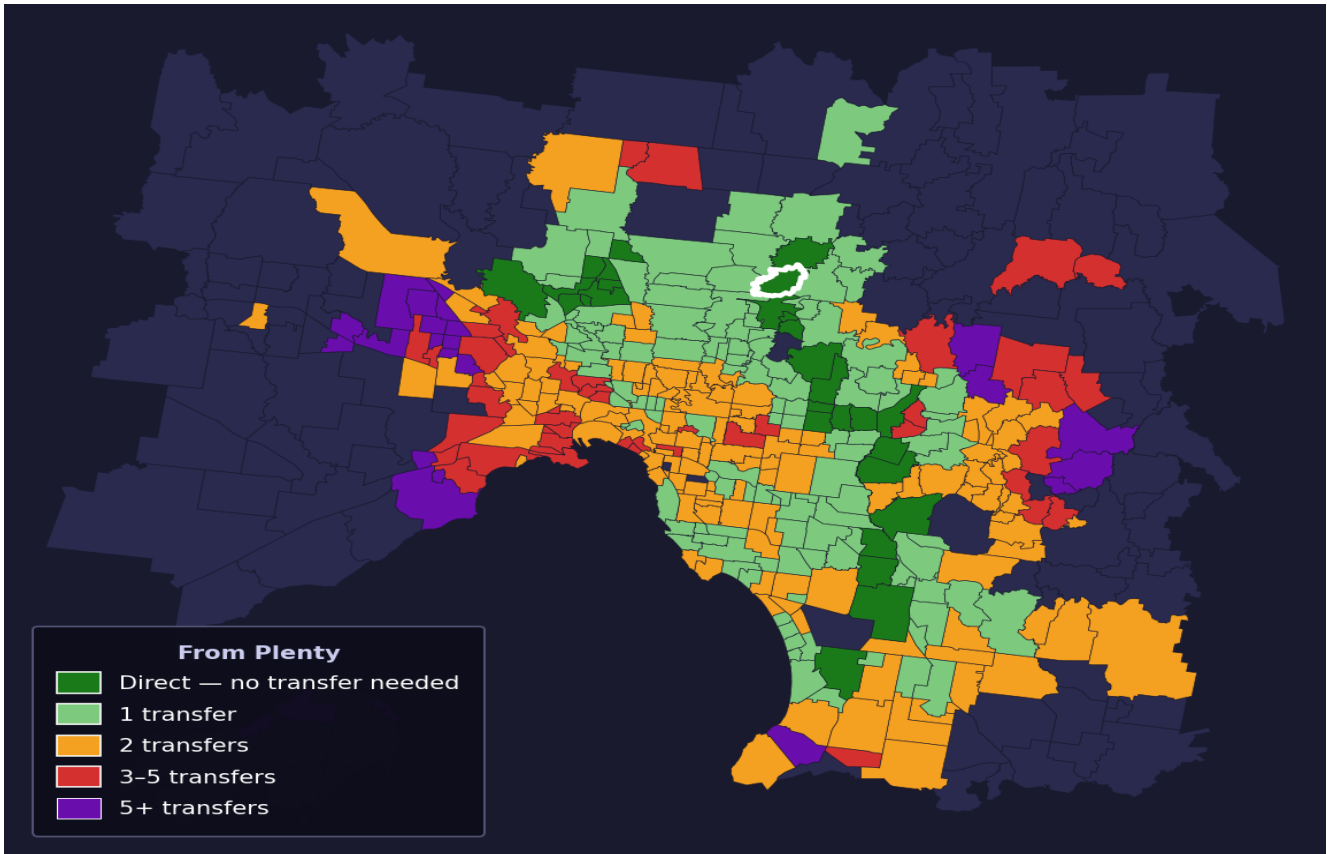 From Plenty
Direct — no transfer needed
1 transfer
2 transfers
3–5 transfers
5+ transfers